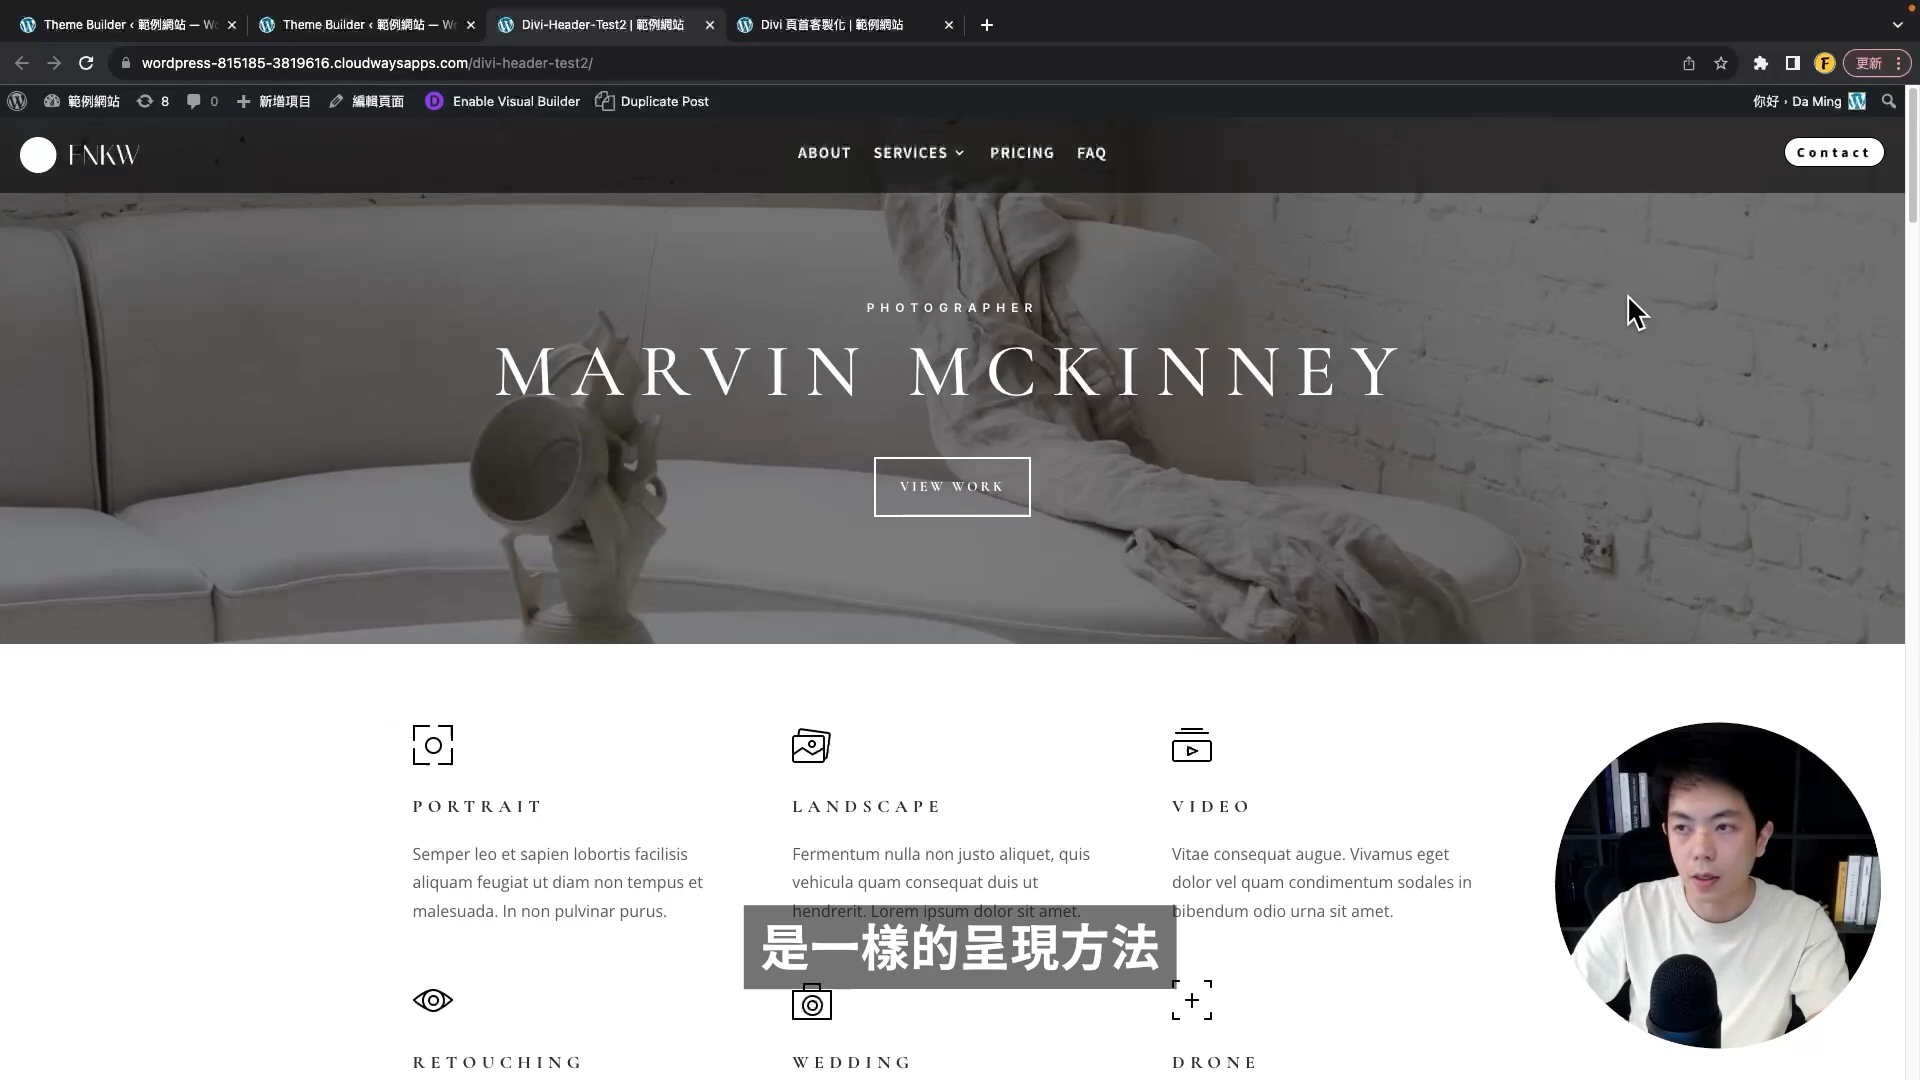 Theme Builder ‹ 範例網站 — Wo
Theme Builder ‹ 範例網站 — Wo
Divi-Header-Test2 | 範例網站
Divi 頁首客製化 | 範例網站
wordpress-815185-3819616.cloudwaysapps.com/divi-header-test2/
F
更新
範例網站
8
0
新增項目
編輯頁面
D
Enable Visual Builder
Duplicate Post
你好，Da Ming
FNKW
ABOUT
SERVICES
PRICING
FAQ
Contact
PHOTOGRAPHER
MARVIN MCKINNEY
VIEW WORK
PORTRAIT
Semper leo et sapien lobortis facilisis
aliquam feugiat ut diam non tempus et
malesuada. In non pulvinar purus.
LANDSCAPE
Fermentum nulla non justo aliquet, quis
vehicula quam consequat duis ut
hendrerit. Lorem ipsum dolor sit amet.
VIDEO
Vitae consequat augue. Vivamus eget
dolor vel quam condimentum sodales in
bibendum odio urna sit amet.
是一樣的呈現方法
RETOUCHING
WEDDING
DRONE